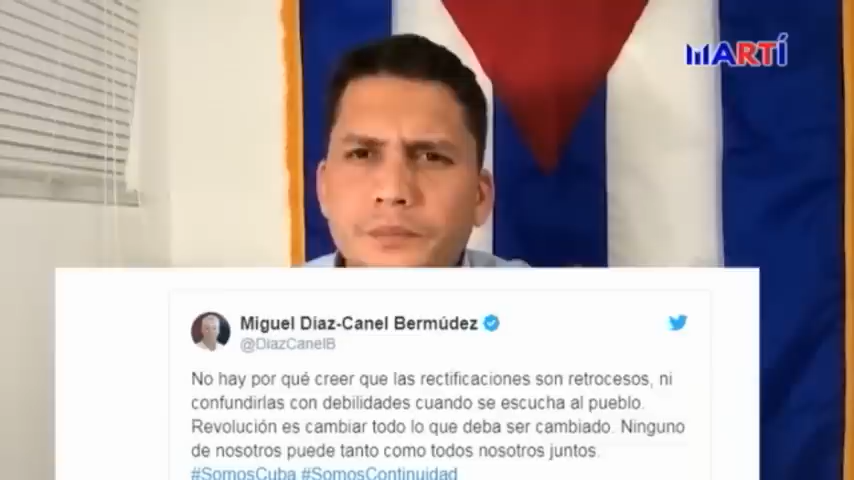 MARTÍ
Miguel Díaz-Canel Bermúdez
@DiazCanelB
No hay por qué creer que las rectificaciones son retrocesos, ni
confundirlas con debilidades cuando se escucha al pueblo.
Revolución es cambiar todo lo que deba ser cambiado. Ninguno
de nosotros puede tanto como todos nosotros juntos.
#SomosCuba #SomosContinuidad